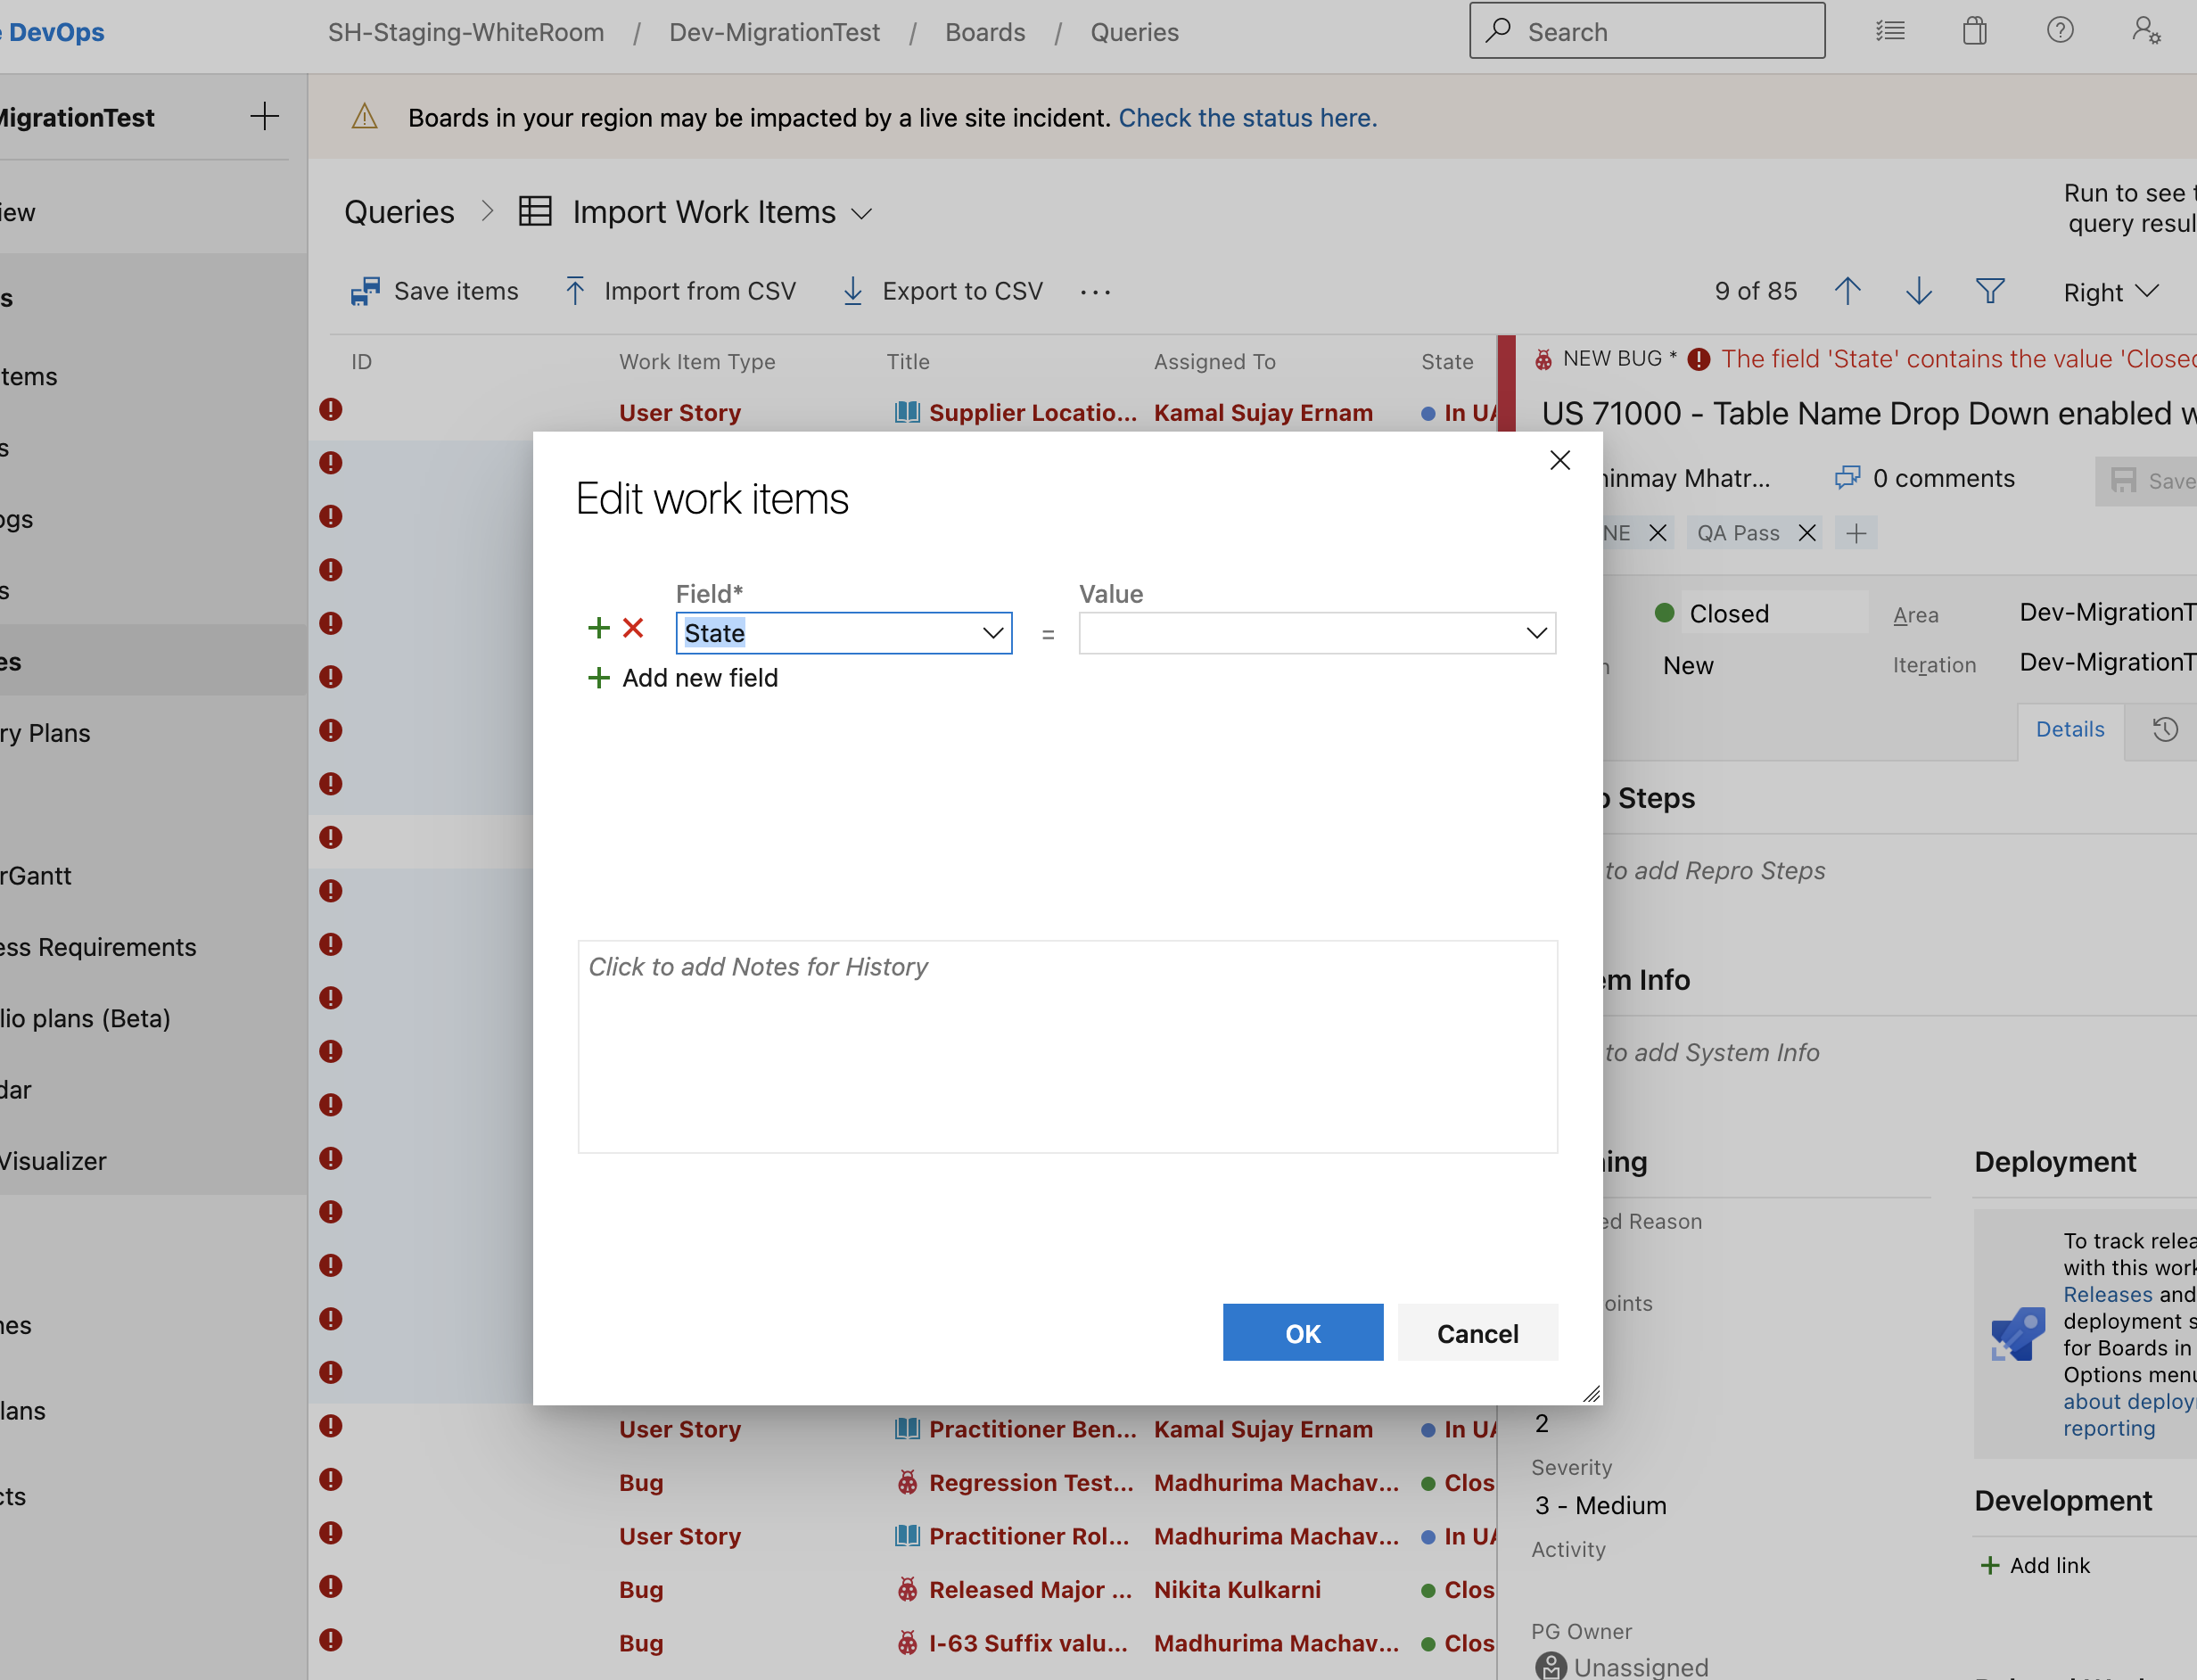 DevOps
SH-Staging-WhiteRoom / Dev-MigrationTest / Boards / Queries
Search
MigrationTest
Boards in your region may be impacted by a live site incident. Check the status here.
Queries > Import Work Items
Run to see
query resul
Save items Import from CSV Export to CSV ...
9 of 85
Right
ID Work Item Type Title Assigned To State
User Story Supplier Locatio... Kamal Sujay Ernam In UA
NEW BUG * The field 'State' contains the value 'Closed
US 71000 - Table Name Drop Down enabled w
hinmay Mhatr... 0 comments Save
NE QA Pass
Closed Area Dev-MigrationT
New Iteration Dev-MigrationT
Details
Edit work items
Field* Value
State =
Add new field
Click to add Notes for History
OK Cancel
iew
s
tems
s
ogs
s
es
ry Plans
rGantt
ess Requirements
lio plans (Beta)
dar
Visualizer
nes
lans
cts
o Steps
to add Repro Steps
em Info
to add System Info
ning
ed Reason
oints
2
Severity
3 - Medium
Activity
PG Owner
Unassigned
Deployment
To track relea
with this work
Releases and
deployment s
for Boards in
Options menu
about deploy
reporting
Development
Add link
User Story Practitioner Ben... Kamal Sujay Ernam In UA
Bug Regression Test... Madhurima Machav... Clos
User Story Practitioner Rol... Madhurima Machav... In UA
Bug Released Major ... Nikita Kulkarni Clos
Bug I-63 Suffix valu... Madhurima Machav... Clos